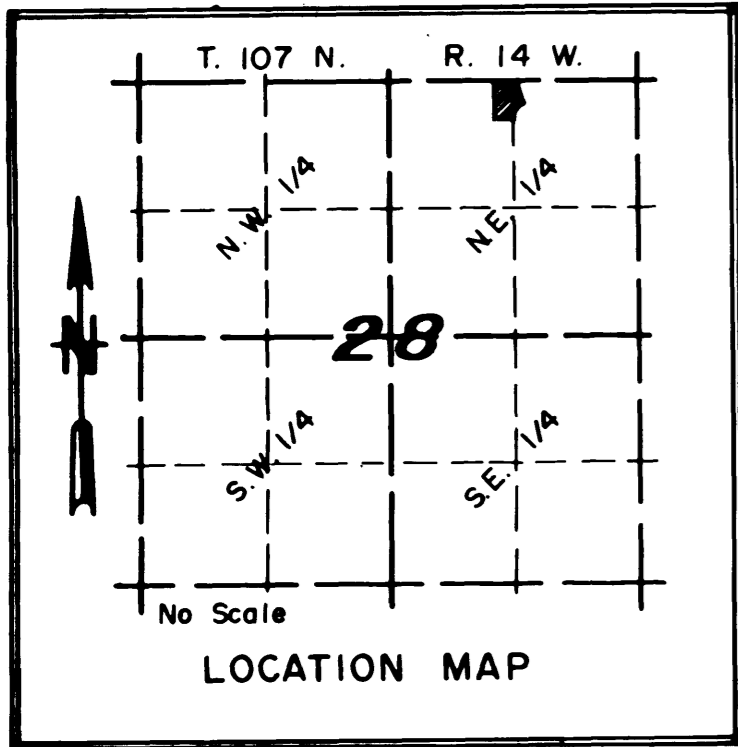 T. 107 N. R. 14 W.
N. W. 1/4
N.E. 1/4
N
28
S.W. 1/4
S.E. 1/4
No Scale
LOCATION MAP